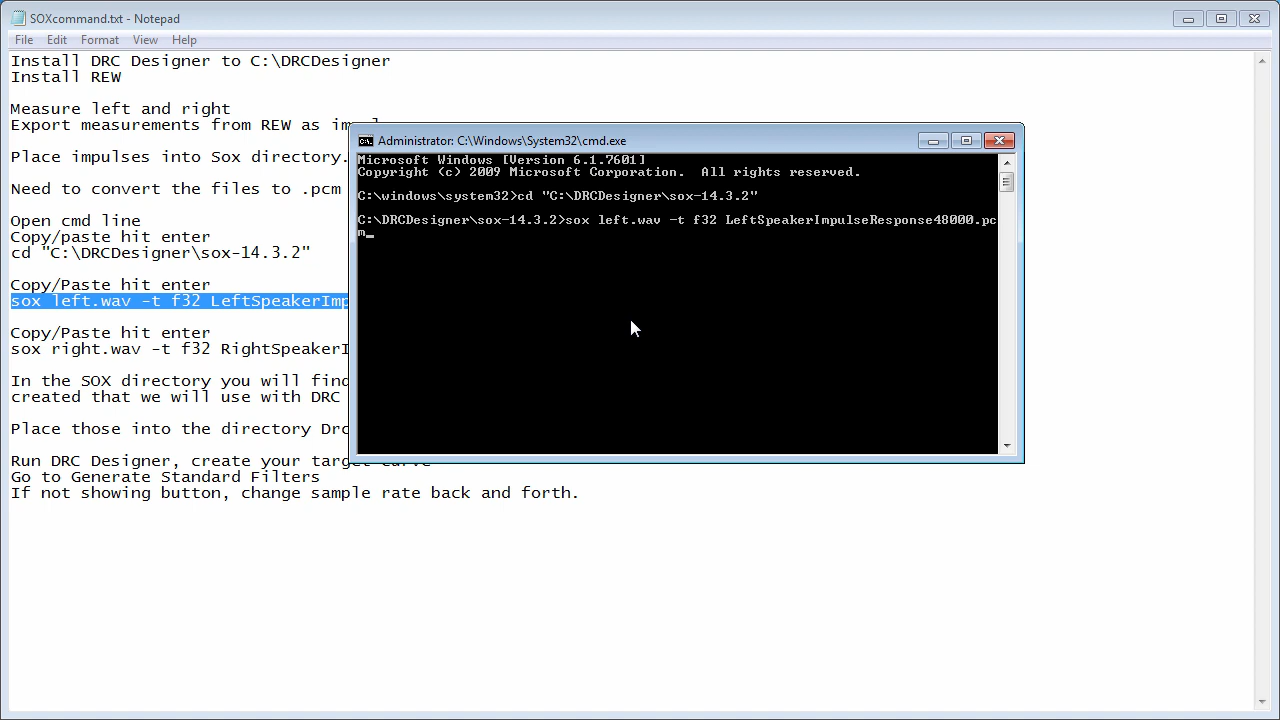 SOXcommand.txt - Notepad
File Edit Format View Help
Install DRC Designer to C:\DRCDesigner
Install REW
Measure left and right
Export measurements from REW as
Place impulses into Sox directory.
Need to convert the files to .pcm
Open cmd line
Copy/paste hit enter
cd "C:\DRCDesigner\sox-14.3.2"
Copy/Paste hit enter
sox left.wav -t f32 LeftSpeakerImp
Copy/Paste hit enter
sox right.wav -t f32 RightSpeakerI
In the SOX directory you will find
created that we will use with DRC
Place those into the directory Drc
Run DRC Designer, create your target curve
Go to Generate Standard Filters
If not showing button, change sample rate back and forth.
Administrator: C:\Windows\System32\cmd.exe
Microsoft Windows [Version 6.1.7601]
Copyright (c) 2009 Microsoft Corporation. All rights reserved.
C:\windows\system32>cd "C:\DRCDesigner\sox-14.3.2"
C:\DRCDesigner\sox-14.3.2>sox left.wav -t f32 LeftSpeakerImpulseResponse48000.pc
m_